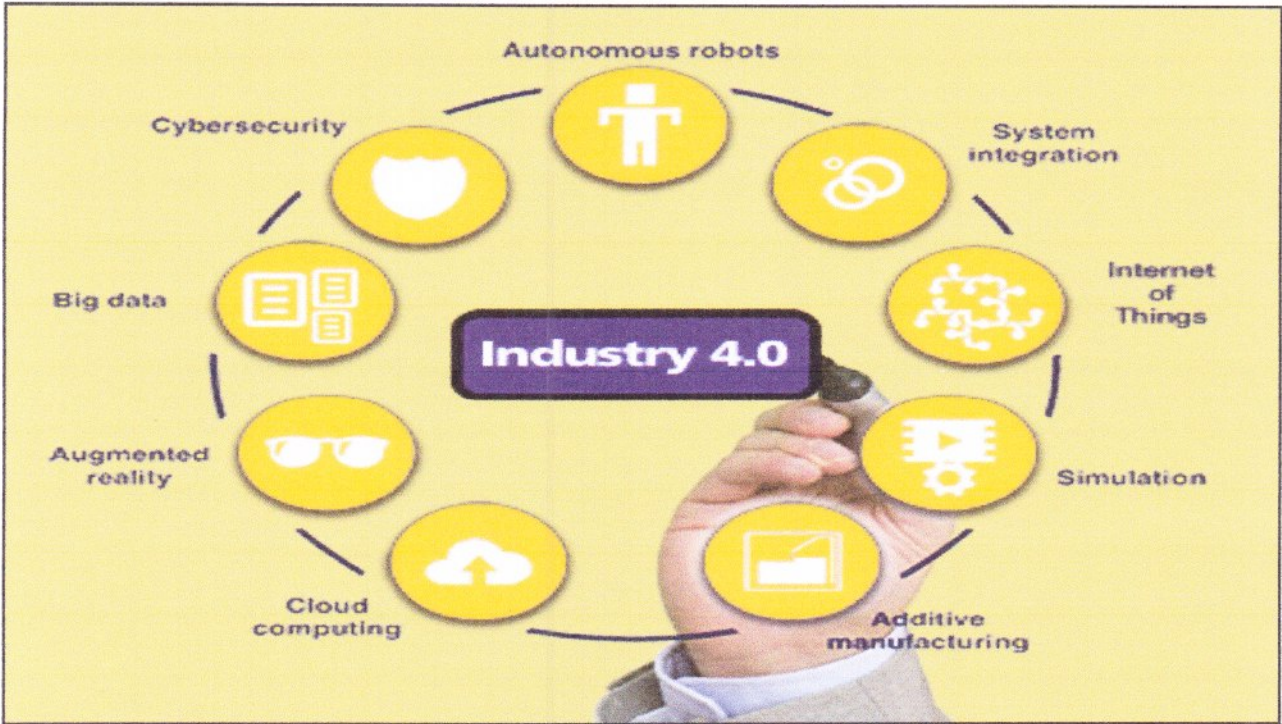 Autonomous robots
Cybersecurity
System
integration
Big data
Internet
of
Things
Industry 4.0
Augmented
reality
Simulation
Cloud
computing
Additive
manufacturing